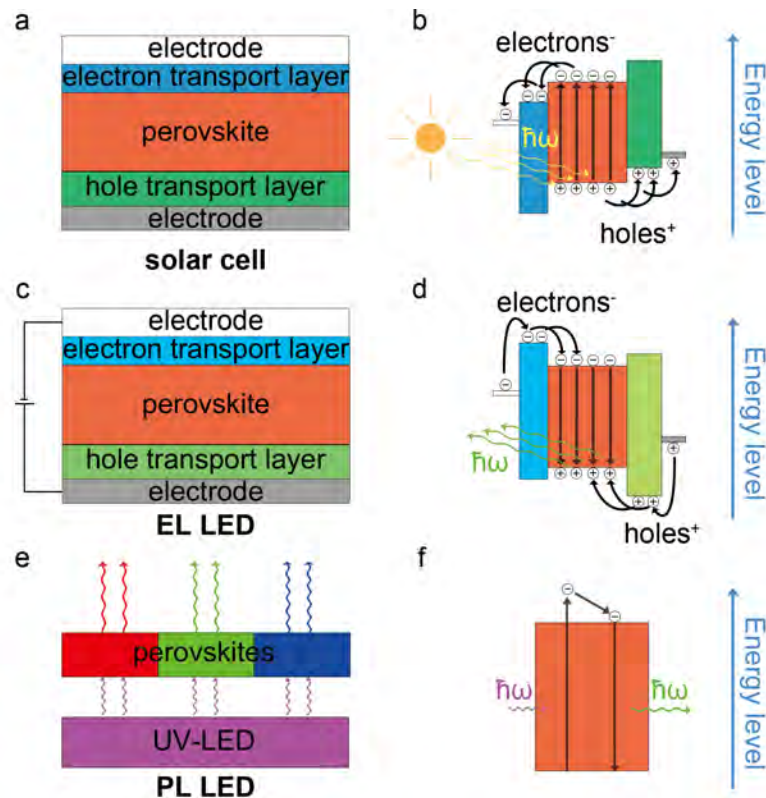 a
electrode
electron transport layer
perovskite
hole transport layer
electrode
solar cell
b
electrons-
ħω
holes+
Energy level
c
electrode
electron transport layer
perovskite
hole transport layer
electrode
EL LED
d
electrons-
ħω
holes+
Energy level
e
perovskites
UV-LED
PL LED
f
ħω
ħω
Energy level